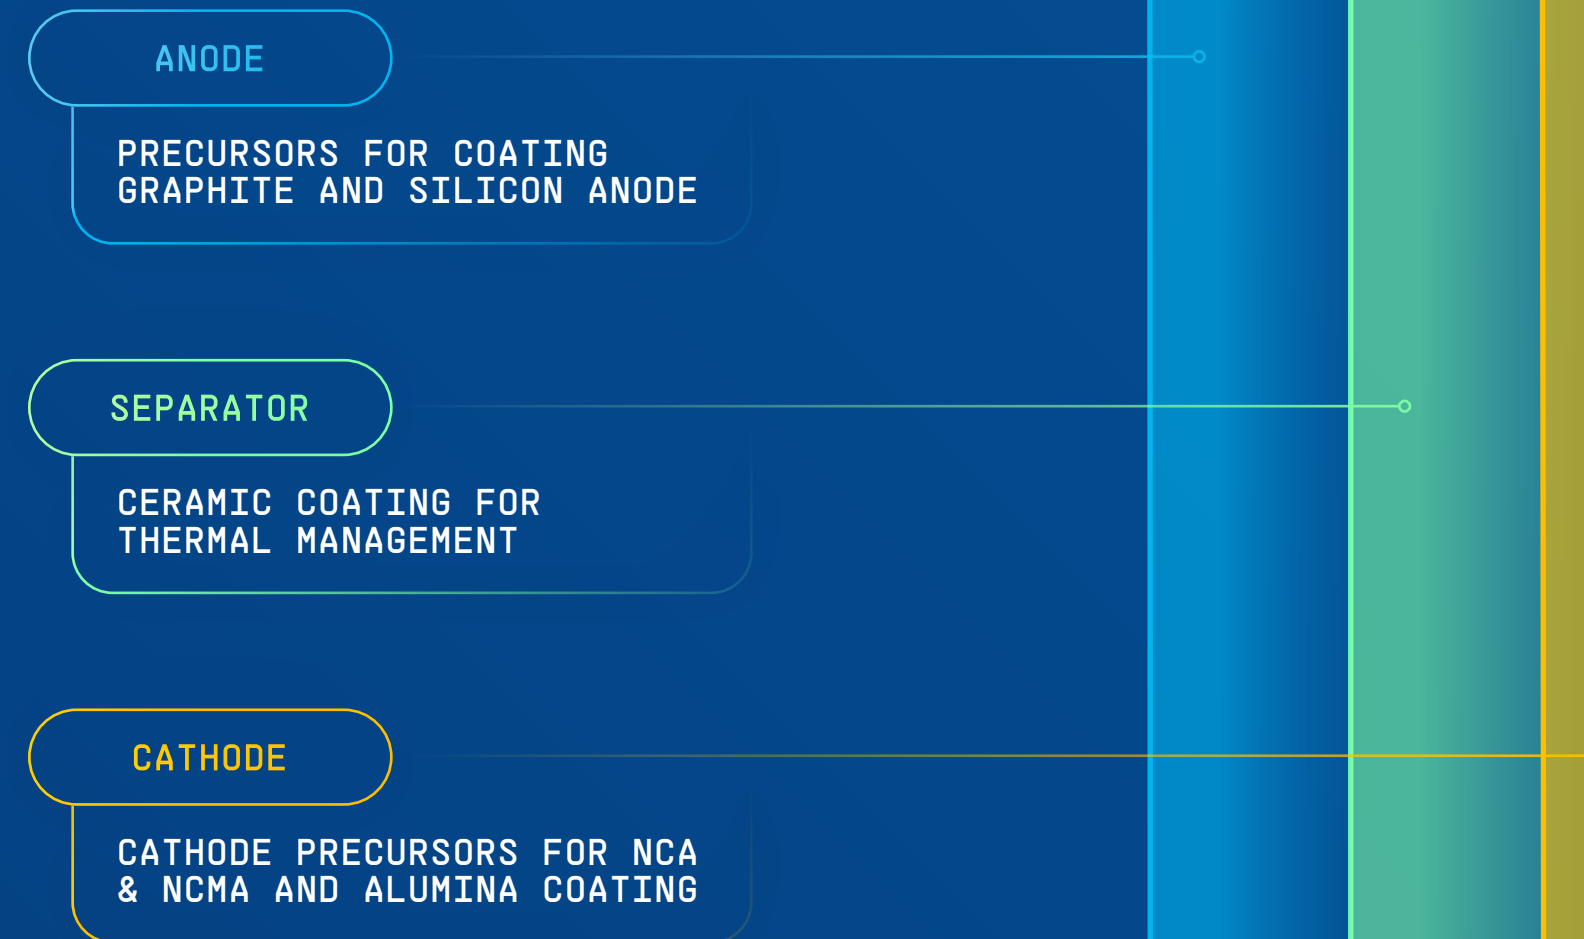 ANODE
PRECURSORS FOR COATING
GRAPHITE AND SILICON ANODE
SEPARATOR
CERAMIC COATING FOR
THERMAL MANAGEMENT
CATHODE
CATHODE PRECURSORS FOR NCA
& NCMA AND ALUMINA COATING